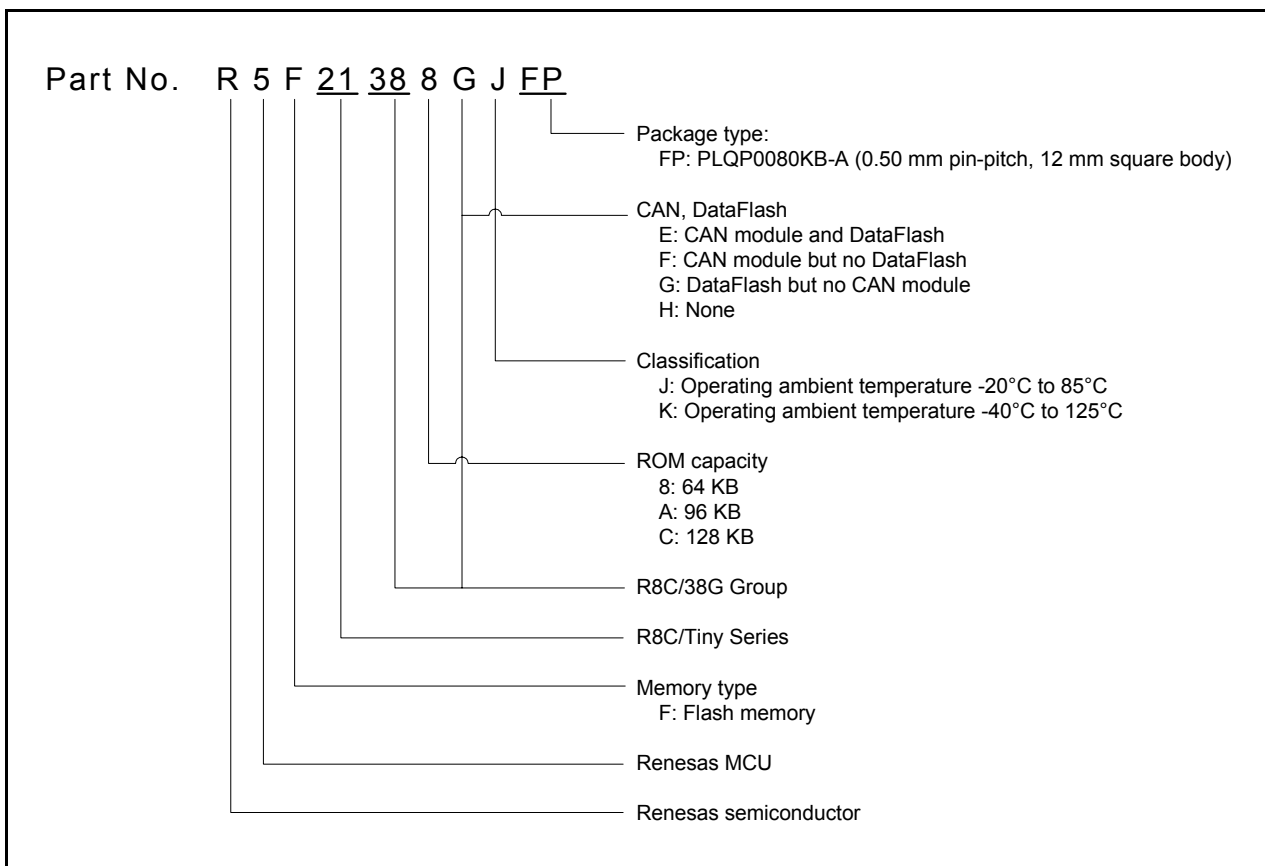 Part No. R 5 F 21 38 8 G J FP
Package type:
FP: PLQP0080KB-A (0.50 mm pin-pitch, 12 mm square body)
CAN, DataFlash
E: CAN module and DataFlash
F: CAN module but no DataFlash
G: DataFlash but no CAN module
H: None
Classification
J: Operating ambient temperature -20°C to 85°C
K: Operating ambient temperature -40°C to 125°C
ROM capacity
8: 64 KB
A: 96 KB
C: 128 KB
R8C/38G Group
R8C/Tiny Series
Memory type
F: Flash memory
Renesas MCU
Renesas semiconductor